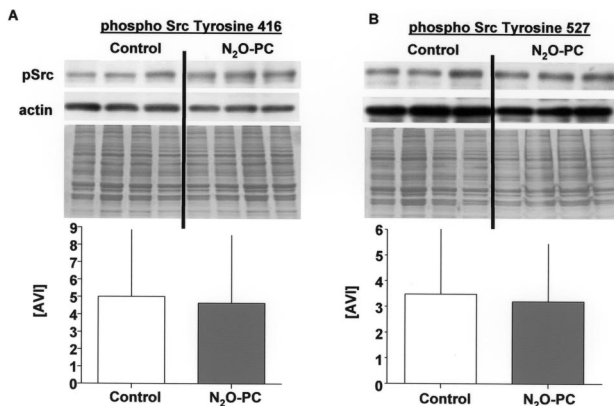 A
phospho Src Tyrosine 416
Control N₂O-PC
pSrc
actin
[AVI]
9
8
7
6
5
4
3
2
1
0
Control N₂O-PC
B
phospho Src Tyrosine 527
Control N₂O-PC
[AVI]
6
5
4
3
2
1
0
Control N₂O-PC